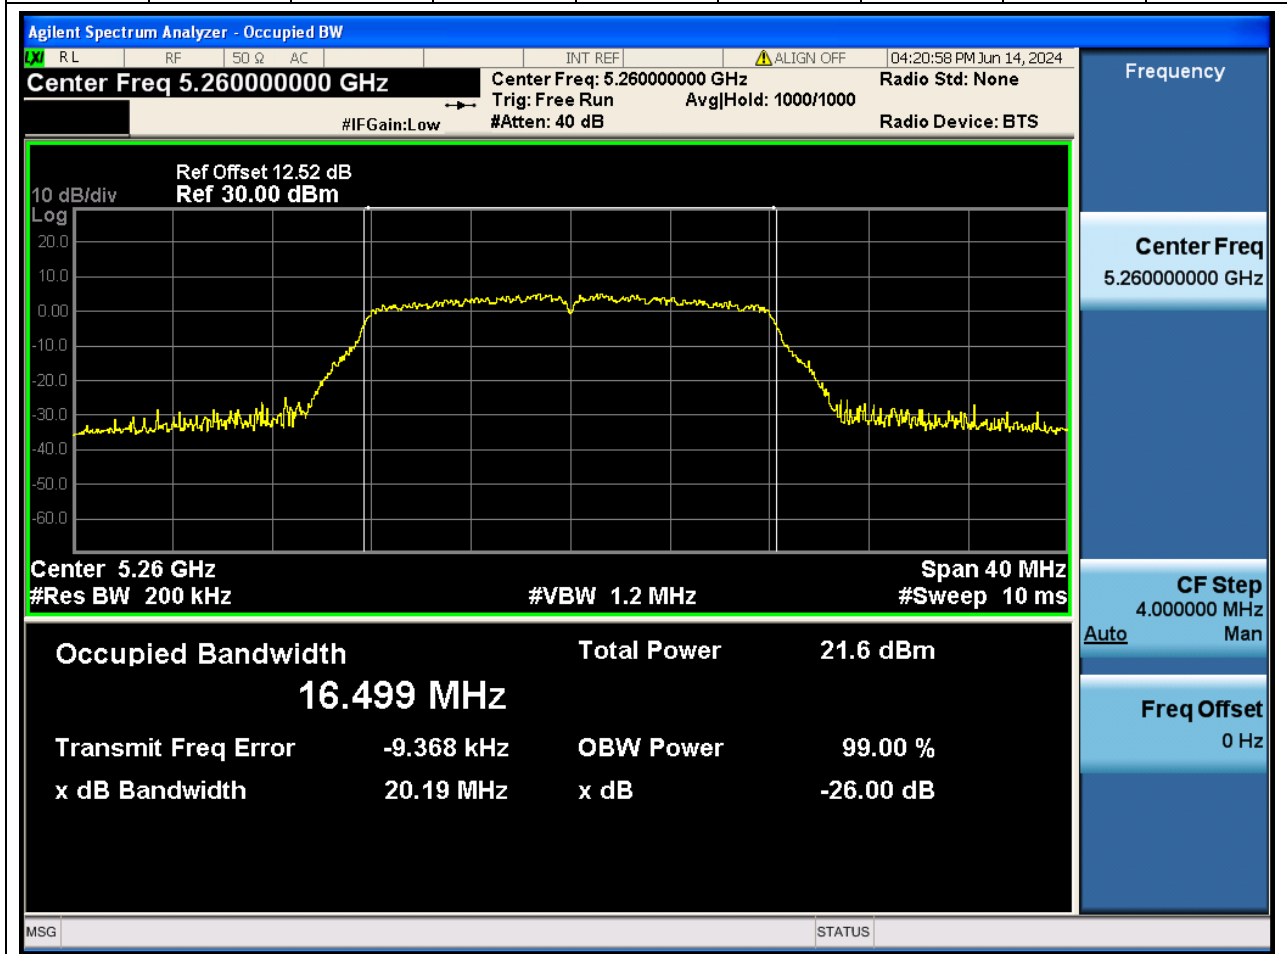 Agilent Spectrum Analyzer - Occupied BW
LXI RL RF 50 Ω AC INT REF ALIGN OFF 04:20:58 PM Jun 14, 2024
Center Freq 5.260000000 GHz
Center Freq: 5.260000000 GHz
Radio Std: None
Trig: Free Run Avg|Hold: 1000/1000
#IFGain:Low
#Atten: 40 dB
Radio Device: BTS
Ref Offset 12.52 dB
10 dB/div Ref 30.00 dBm
Log
20.0
10.0
0.00
-10.0
-20.0
-30.0
-40.0
-50.0
-60.0
Center 5.26 GHz Span 40 MHz
#Res BW 200 kHz #VBW 1.2 MHz #Sweep 10 ms
Occupied Bandwidth Total Power 21.6 dBm
16.499 MHz
Transmit Freq Error -9.368 kHz OBW Power 99.00 %
x dB Bandwidth 20.19 MHz x dB -26.00 dB
Frequency
Center Freq
5.260000000 GHz
CF Step
4.000000 MHz
Auto Man
Freq Offset
0 Hz
MSG STATUS